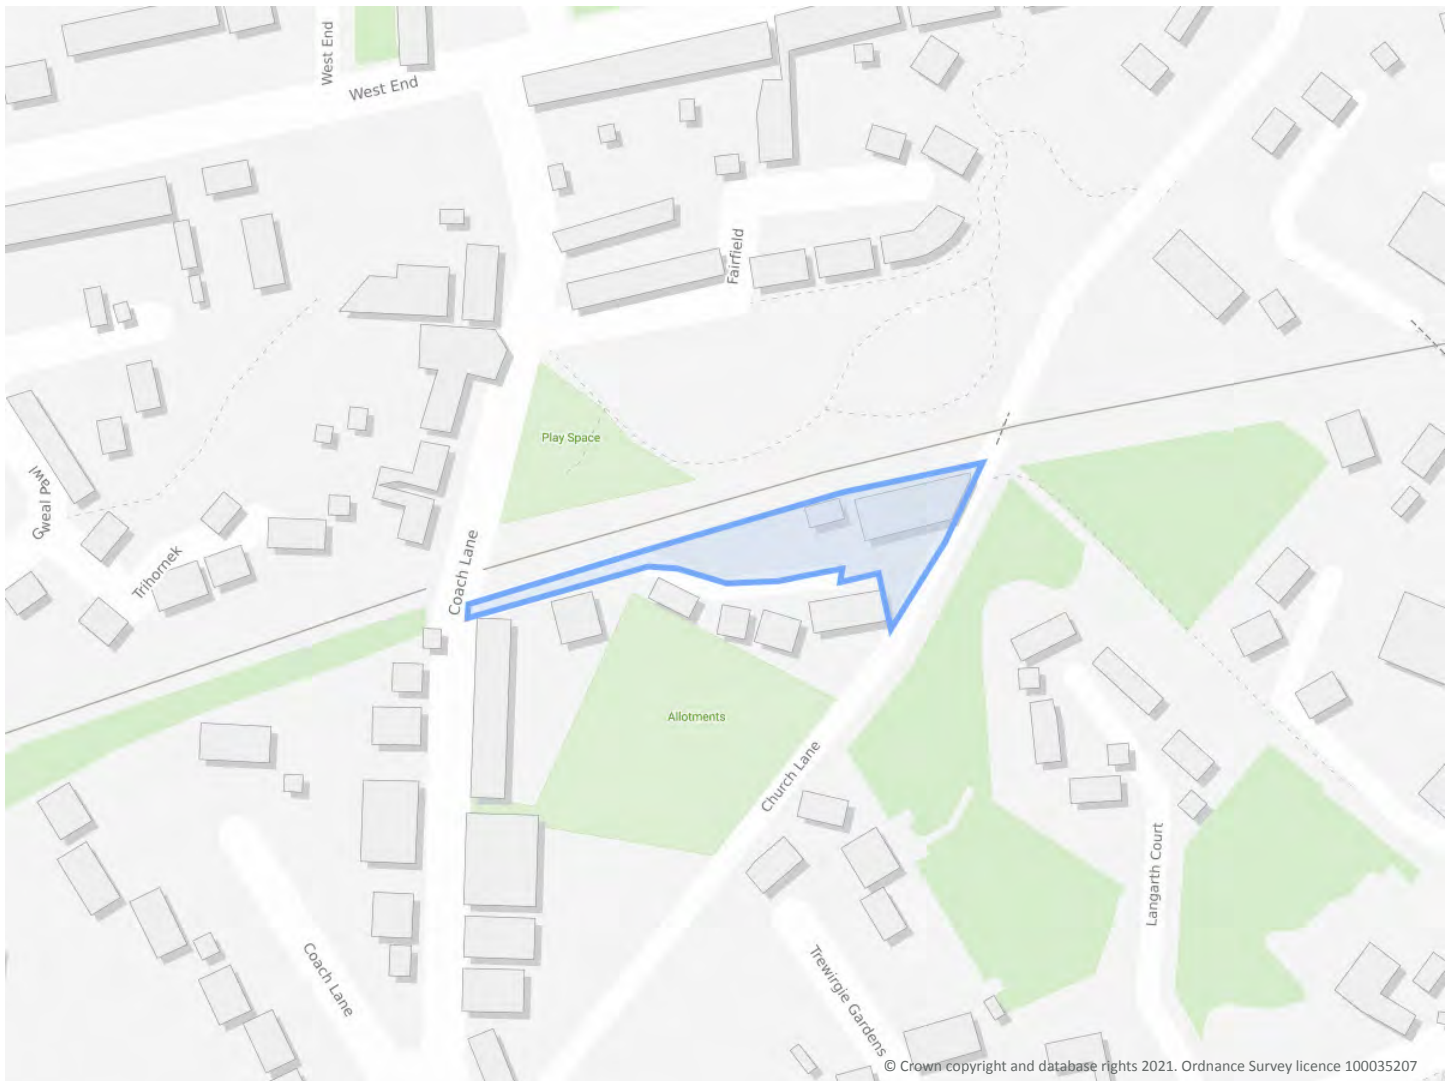 West End
West End
Fairfield
Play Space
Gweal Pawl
Trihornek
Coach Lane
Allotments
Church Lane
Langarth Court
Coach Lane
Trewirgie Gardens
© Crown copyright and database rights 2021. Ordnance Survey licence 100035207